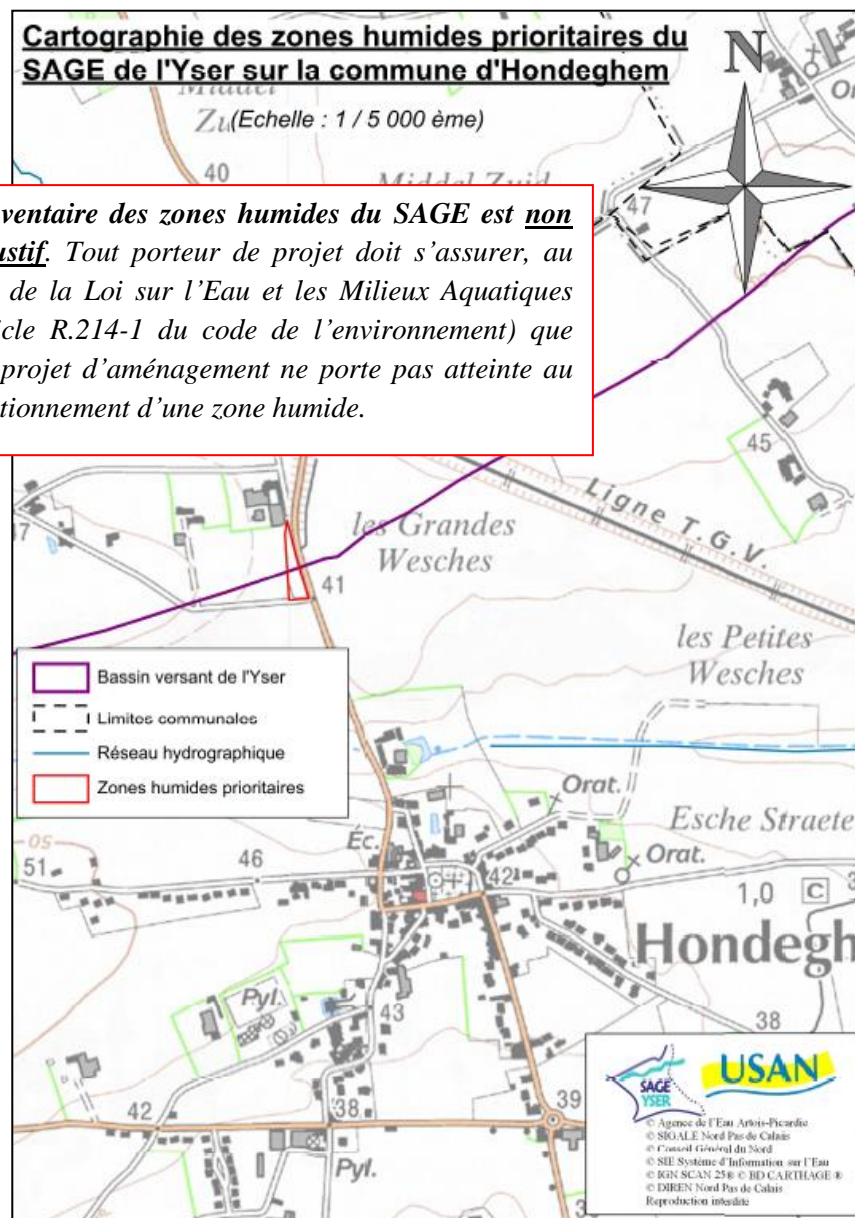 Cartographie des zones humides prioritaires du
SAGE de l'Yser sur la commune d'Hondeghem
Middel
Zu
(Echelle : 1 / 5 000 ème)
N
40
Middel Zuid
47
ventaire des zones humides du SAGE est non
ustif. Tout porteur de projet doit s’assurer, au
de la Loi sur l’Eau et les Milieux Aquatiques
icle R.214-1 du code de l’environnement) que
projet d’aménagement ne porte pas atteinte au
tionnement d’une zone humide.
45
Ligne T.G.V.
les Grandes
Wesches
41
les Petites
Wesches
Bassin versant de l'Yser
Limites communales
Réseau hydrographique
Zones humides prioritaires
Orat.
Esche Straete
Éc.
Orat.
50
51
46
42
1,0
C
Hondegh
Pyl.
43
38
42
38
39
Pyl.
SAGE
YSER
USAN
© Agence de l'Eau Artois-Picardie
© SIGALE Nord Pas de Calais
© Conseil Général du Nord
© SIE Système d'Information sur l'Eau
© IGN SCAN 25® © BD CARTHAGE ®
© DIREN Nord Pas de Calais
Reproduction interdite